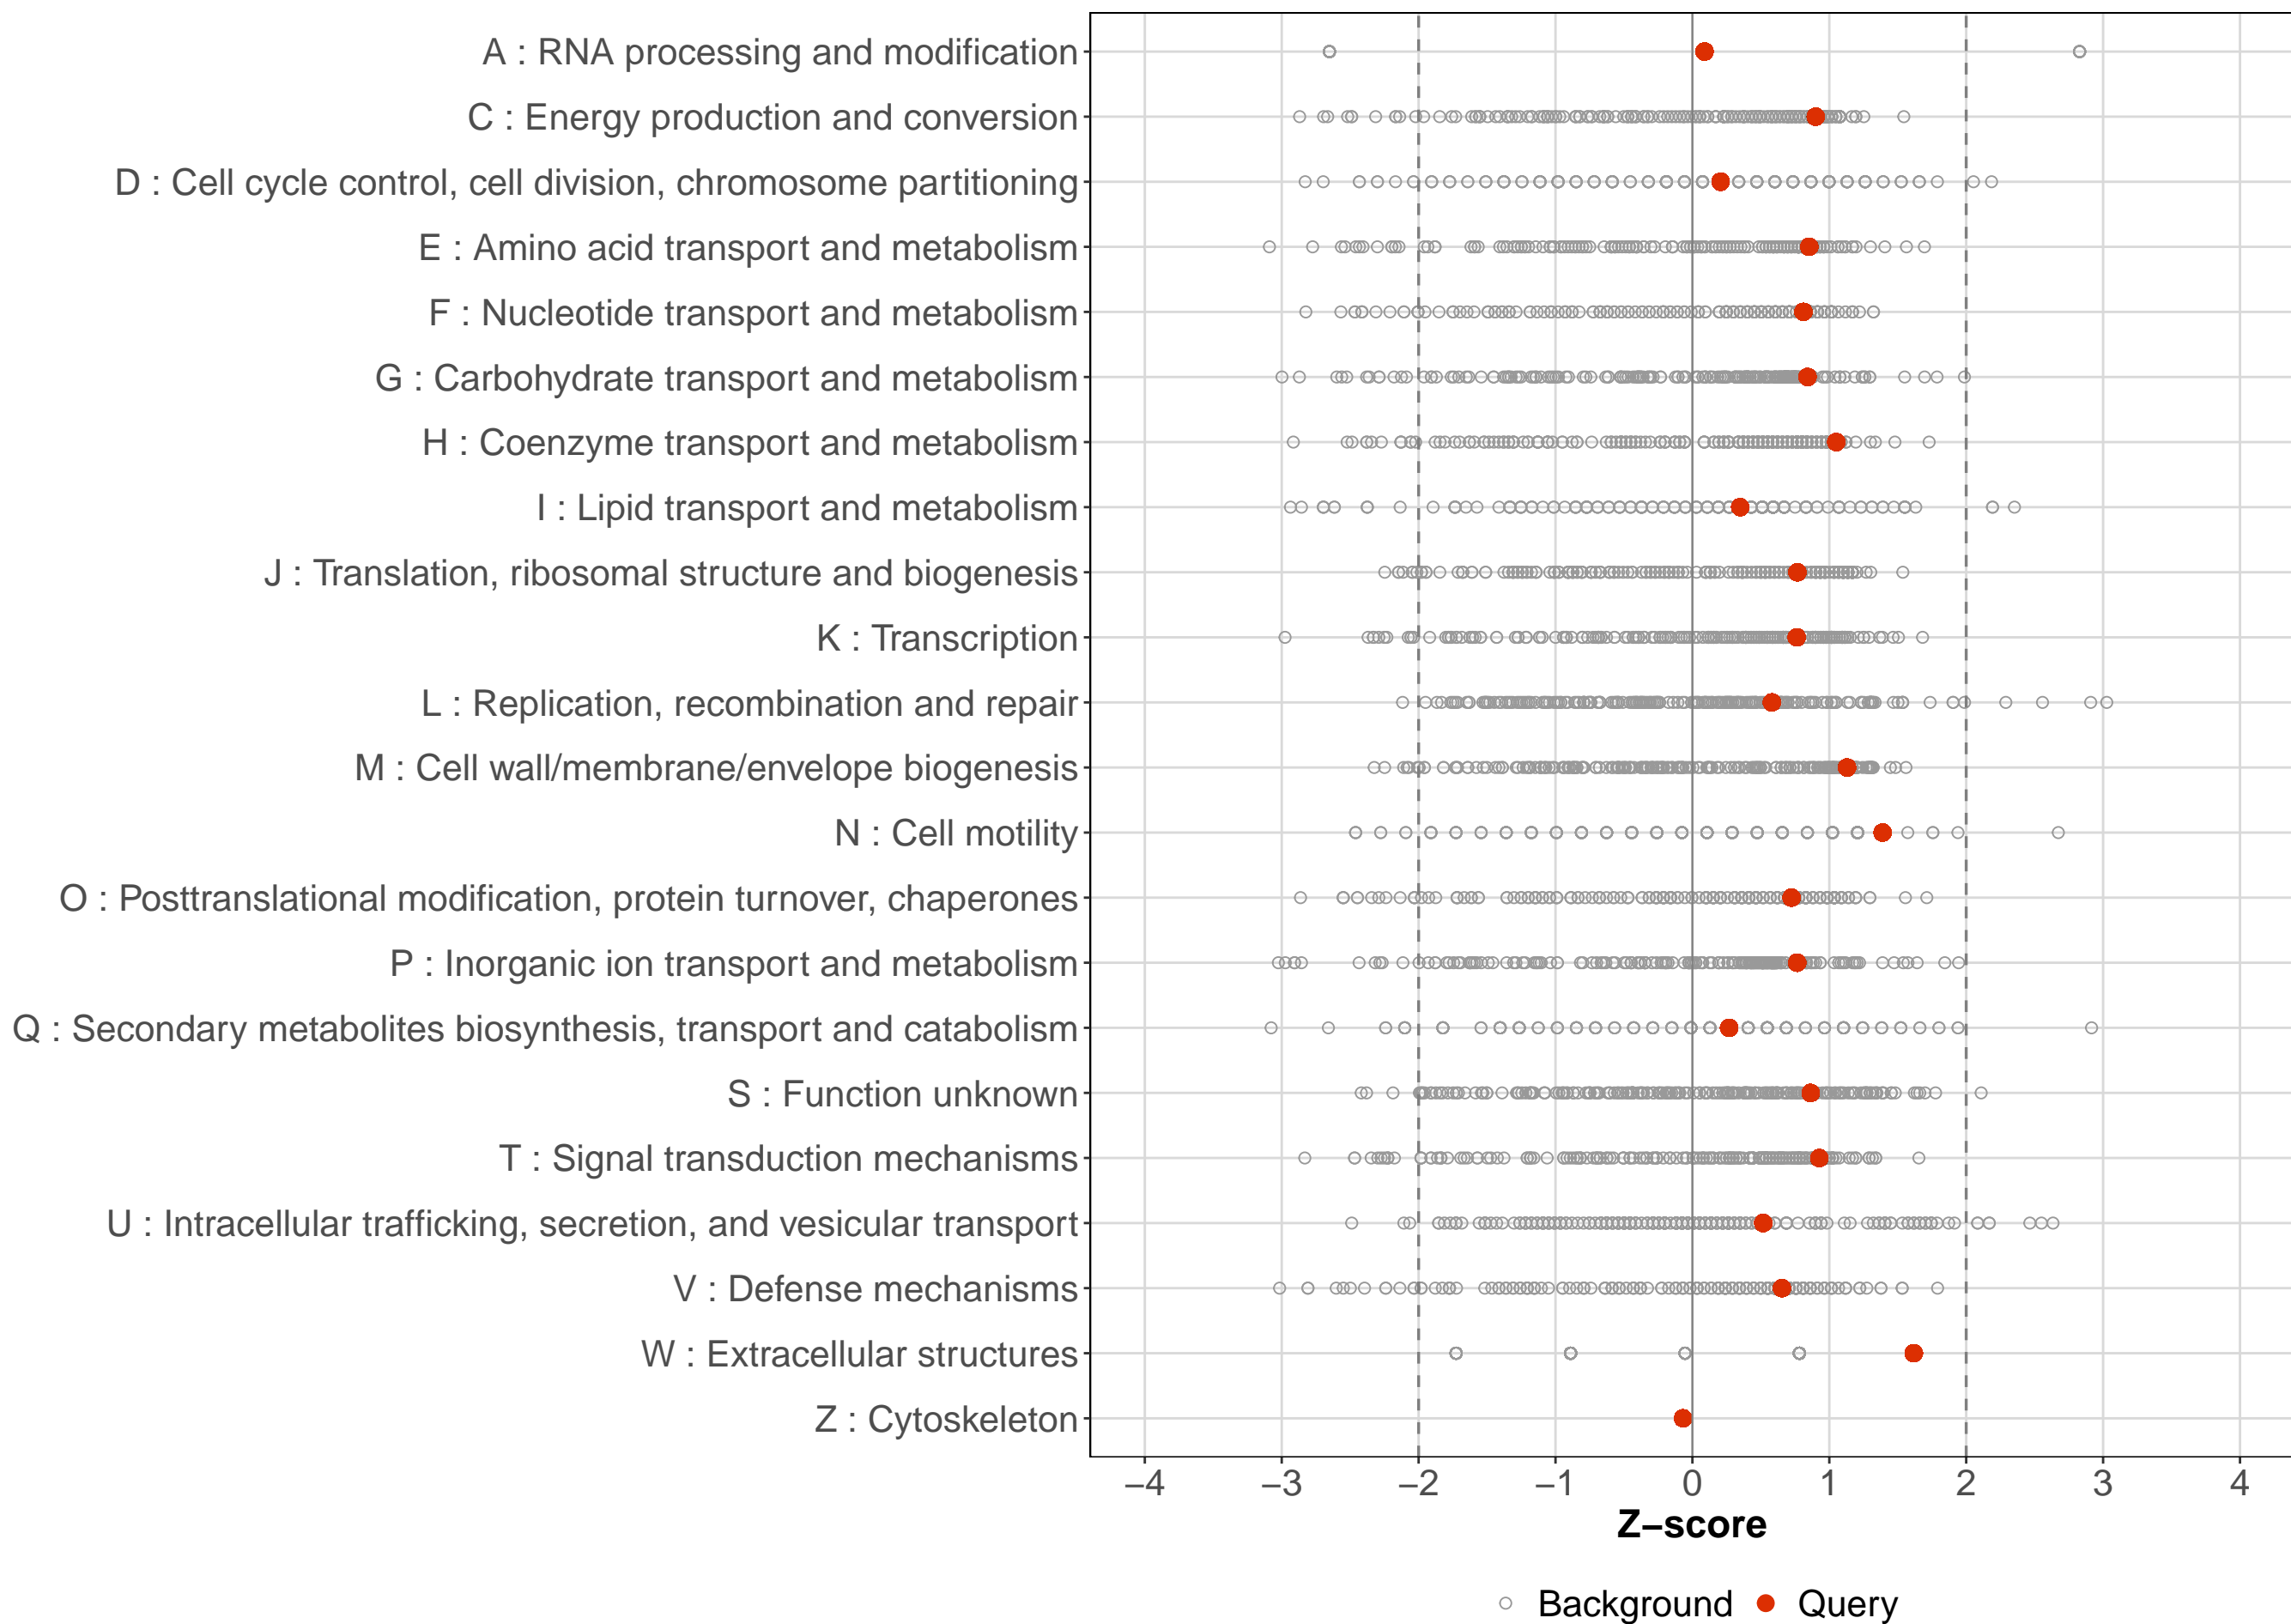 A : RNA processing and modification
C : Energy production and conversion
D : Cell cycle control, cell division, chromosome partitioning
E : Amino acid transport and metabolism
F : Nucleotide transport and metabolism
G : Carbohydrate transport and metabolism
H : Coenzyme transport and metabolism
I : Lipid transport and metabolism
J : Translation, ribosomal structure and biogenesis
K : Transcription
L : Replication, recombination and repair
M : Cell wall/membrane/envelope biogenesis
N : Cell motility
O : Posttranslational modification, protein turnover, chaperones
P : Inorganic ion transport and metabolism
Q : Secondary metabolites biosynthesis, transport and catabolism
S : Function unknown
T : Signal transduction mechanisms
U : Intracellular trafficking, secretion, and vesicular transport
V : Defense mechanisms
W : Extracellular structures
Z : Cytoskeleton
−4 −3 −2 −1 0 1 2 3 4
Z−score
Background Query